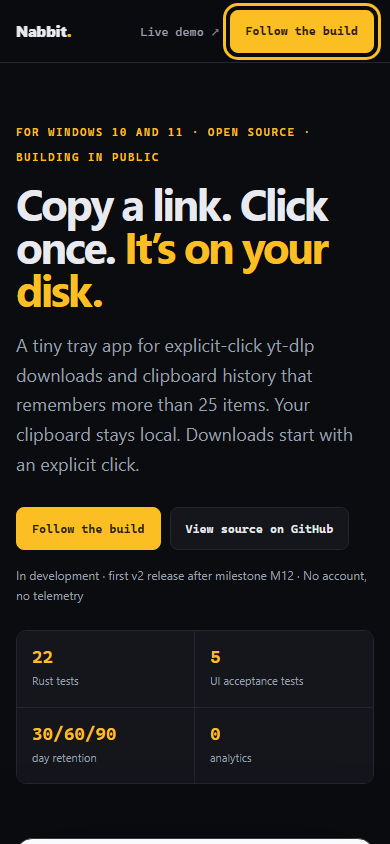 Nabbit.
Live demo ↗
Follow the build
FOR WINDOWS 10 AND 11 · OPEN SOURCE ·
BUILDING IN PUBLIC
Copy a link. Click
once. It’s on your
disk.
A tiny tray app for explicit-click yt-dlp
downloads and clipboard history that
remembers more than 25 items. Your
clipboard stays local. Downloads start with
an explicit click.
Follow the build
View source on GitHub
In development · first v2 release after milestone M12 · No account,
no telemetry
22
Rust tests
5
UI acceptance tests
30/60/90
day retention
0
analytics